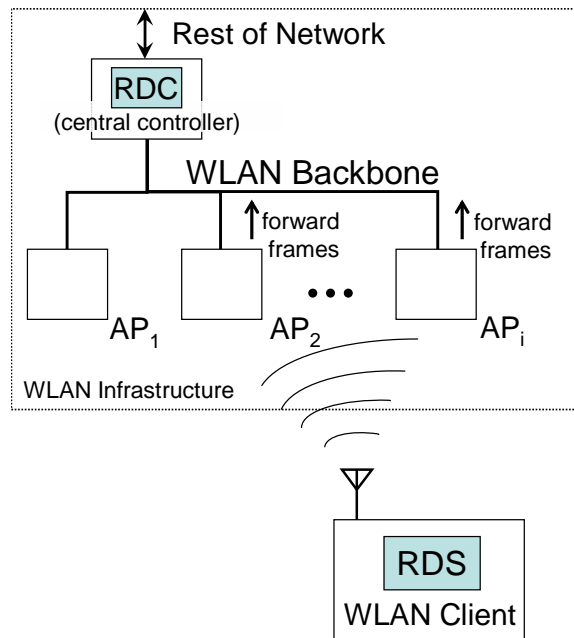 Rest of Network
RDC
(central controller)
WLAN Backbone
forward
frames
forward
frames
AP1
AP2
APi
WLAN Infrastructure
RDS
WLAN Client